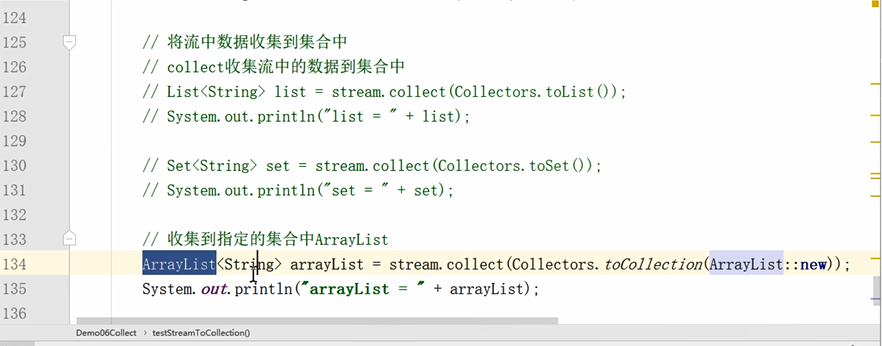 124
125 // 将流中数据收集到集合中
126 // collect收集流中的数据到集合中
127 // List<String> list = stream.collect(Collectors.toList());
128 // System.out.println("list = " + list);
129
130 // Set<String> set = stream.collect(Collectors.toSet());
131 // System.out.println("set = " + set);
132
133 // 收集到指定的集合中ArrayList
134 ArrayList<String> arrayList = stream.collect(Collectors.toCollection(ArrayList::new));
135 System.out.println("arrayList = " + arrayList);
136
Demo06Collect > testStreamToCollection()